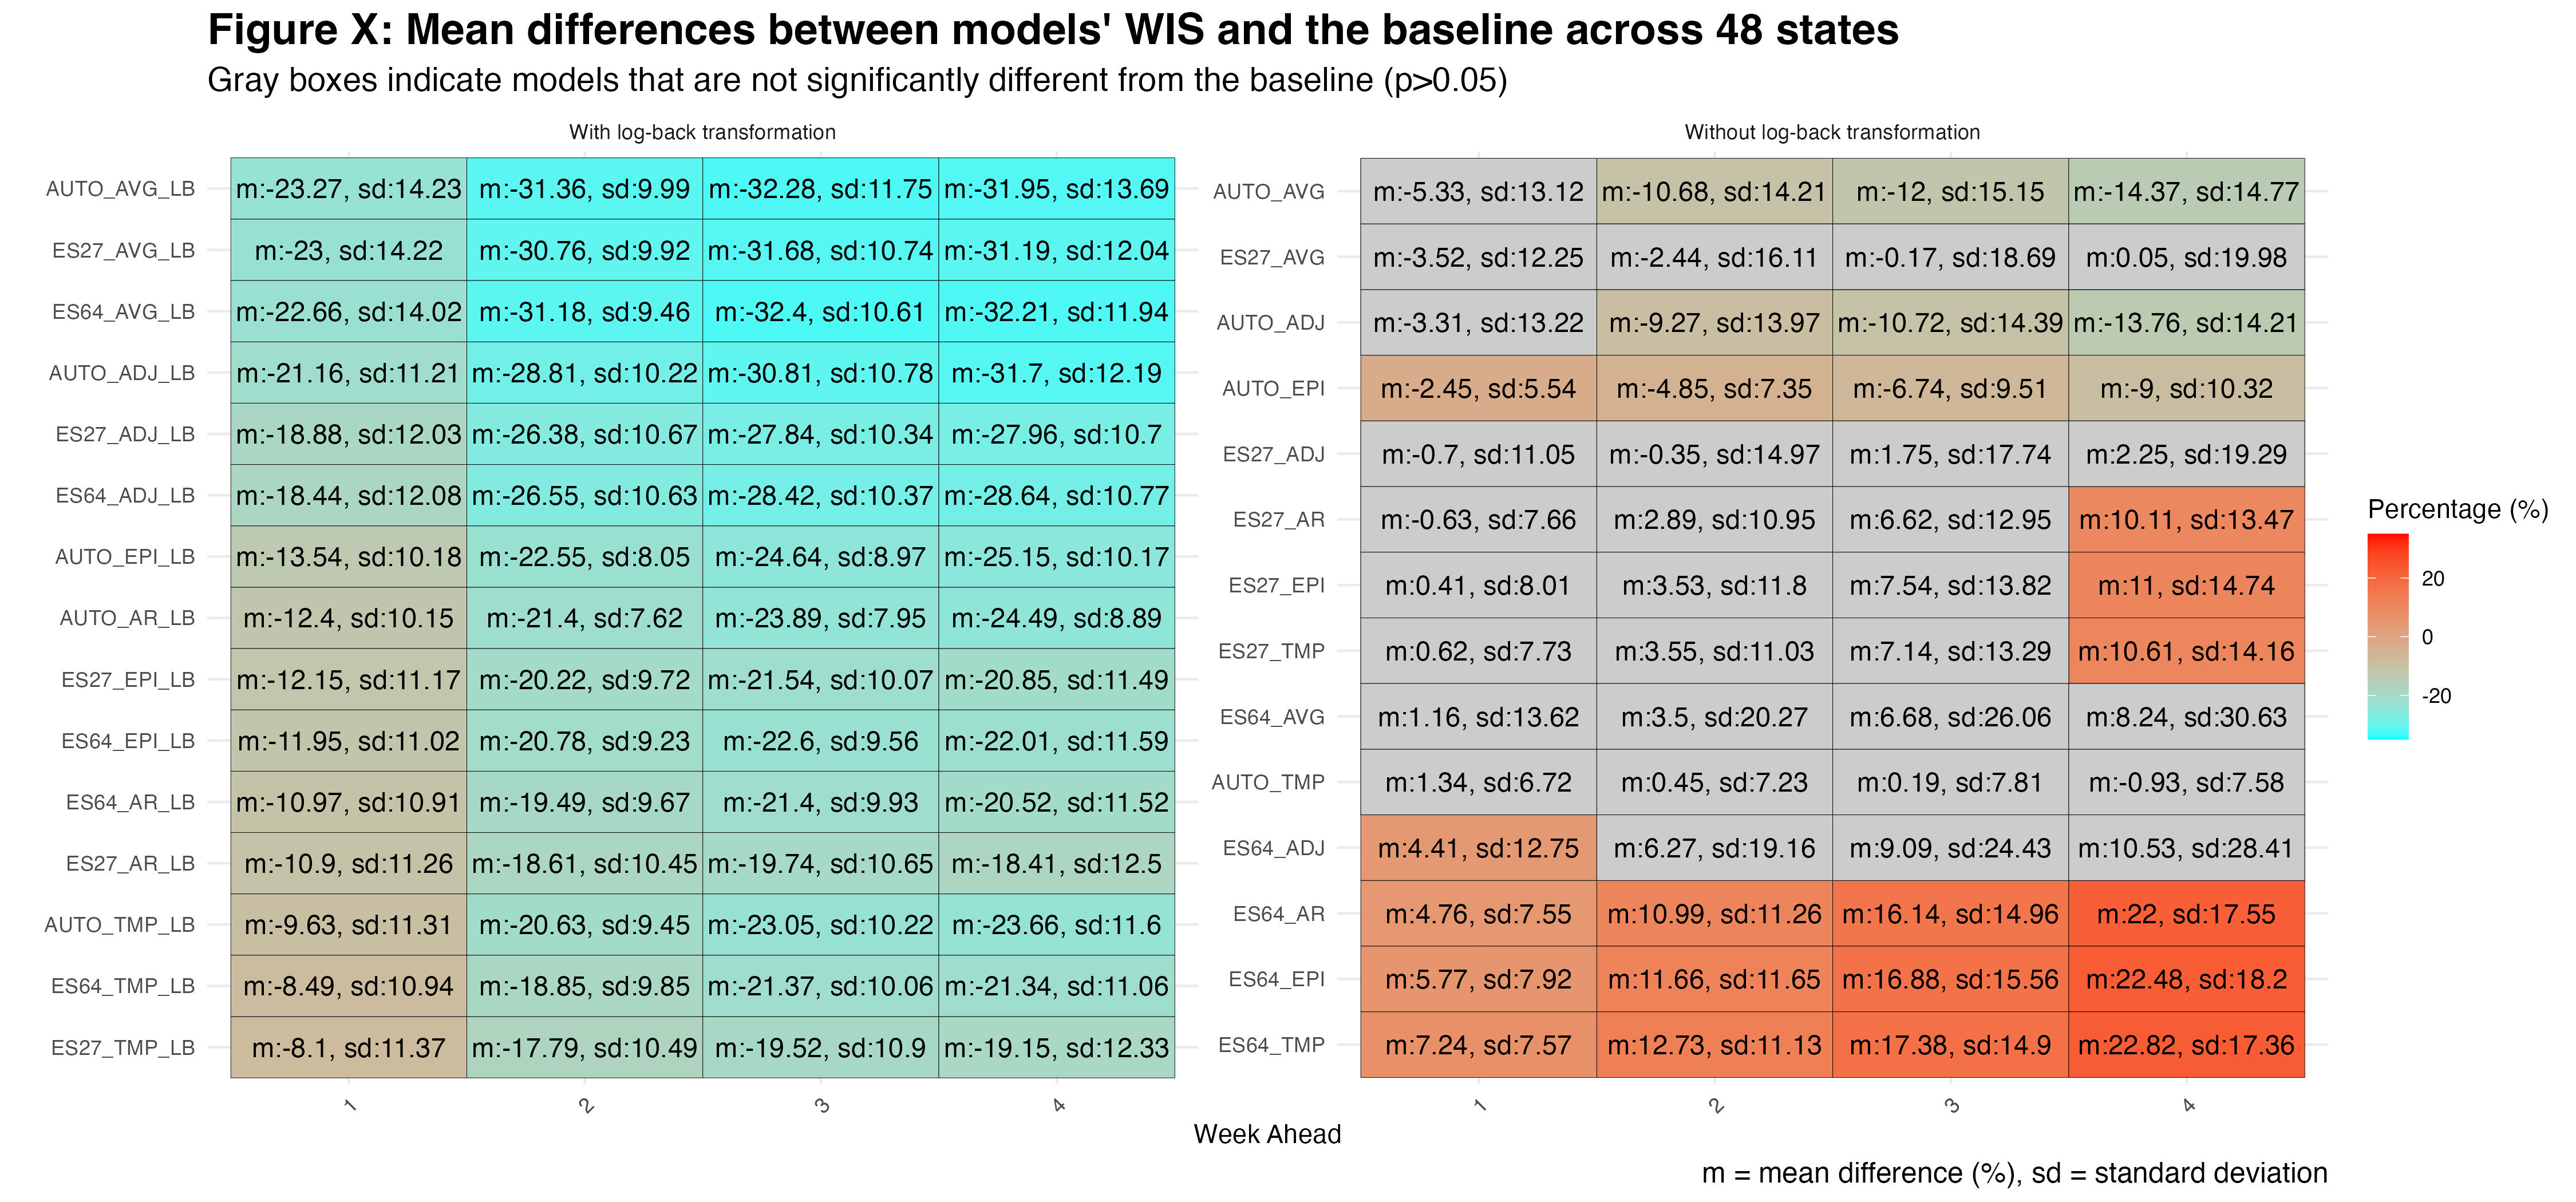 Figure X: Mean differences between models' WIS and the baseline across 48 states
Gray boxes indicate models that are not significantly different from the baseline (p>0.05)
With log-back transformation
AUTO_AVG_LB m:-23.27, sd:14.23 m:-31.36, sd:9.99 m:-32.28, sd:11.75 m:-31.95, sd:13.69
ES27_AVG_LB m:-23, sd:14.22 m:-30.76, sd:9.92 m:-31.68, sd:10.74 m:-31.19, sd:12.04
ES64_AVG_LB m:-22.66, sd:14.02 m:-31.18, sd:9.46 m:-32.4, sd:10.61 m:-32.21, sd:11.94
AUTO_ADJ_LB m:-21.16, sd:11.21 m:-28.81, sd:10.22 m:-30.81, sd:10.78 m:-31.7, sd:12.19
ES27_ADJ_LB m:-18.88, sd:12.03 m:-26.38, sd:10.67 m:-27.84, sd:10.34 m:-27.96, sd:10.7
ES64_ADJ_LB m:-18.44, sd:12.08 m:-26.55, sd:10.63 m:-28.42, sd:10.37 m:-28.64, sd:10.77
AUTO_EPI_LB m:-13.54, sd:10.18 m:-22.55, sd:8.05 m:-24.64, sd:8.97 m:-25.15, sd:10.17
AUTO_AR_LB m:-12.4, sd:10.15 m:-21.4, sd:7.62 m:-23.89, sd:7.95 m:-24.49, sd:8.89
ES27_EPI_LB m:-12.15, sd:11.17 m:-20.22, sd:9.72 m:-21.54, sd:10.07 m:-20.85, sd:11.49
ES64_EPI_LB m:-11.95, sd:11.02 m:-20.78, sd:9.23 m:-22.6, sd:9.56 m:-22.01, sd:11.59
ES64_AR_LB m:-10.97, sd:10.91 m:-19.49, sd:9.67 m:-21.4, sd:9.93 m:-20.52, sd:11.52
ES27_AR_LB m:-10.9, sd:11.26 m:-18.61, sd:10.45 m:-19.74, sd:10.65 m:-18.41, sd:12.5
AUTO_TMP_LB m:-9.63, sd:11.31 m:-20.63, sd:9.45 m:-23.05, sd:10.22 m:-23.66, sd:11.6
ES64_TMP_LB m:-8.49, sd:10.94 m:-18.85, sd:9.85 m:-21.37, sd:10.06 m:-21.34, sd:11.06
ES27_TMP_LB m:-8.1, sd:11.37 m:-17.79, sd:10.49 m:-19.52, sd:10.9 m:-19.15, sd:12.33
1 2 3 4
Without log-back transformation
AUTO_AVG m:-5.33, sd:13.12 m:-10.68, sd:14.21 m:-12, sd:15.15 m:-14.37, sd:14.77
ES27_AVG m:-3.52, sd:12.25 m:-2.44, sd:16.11 m:-0.17, sd:18.69 m:0.05, sd:19.98
AUTO_ADJ m:-3.31, sd:13.22 m:-9.27, sd:13.97 m:-10.72, sd:14.39 m:-13.76, sd:14.21
AUTO_EPI m:-2.45, sd:5.54 m:-4.85, sd:7.35 m:-6.74, sd:9.51 m:-9, sd:10.32
ES27_ADJ m:-0.7, sd:11.05 m:-0.35, sd:14.97 m:1.75, sd:17.74 m:2.25, sd:19.29
ES27_AR m:-0.63, sd:7.66 m:2.89, sd:10.95 m:6.62, sd:12.95 m:10.11, sd:13.47
ES27_EPI m:0.41, sd:8.01 m:3.53, sd:11.8 m:7.54, sd:13.82 m:11, sd:14.74
ES27_TMP m:0.62, sd:7.73 m:3.55, sd:11.03 m:7.14, sd:13.29 m:10.61, sd:14.16
ES64_AVG m:1.16, sd:13.62 m:3.5, sd:20.27 m:6.68, sd:26.06 m:8.24, sd:30.63
AUTO_TMP m:1.34, sd:6.72 m:0.45, sd:7.23 m:0.19, sd:7.81 m:-0.93, sd:7.58
ES64_ADJ m:4.41, sd:12.75 m:6.27, sd:19.16 m:9.09, sd:24.43 m:10.53, sd:28.41
ES64_AR m:4.76, sd:7.55 m:10.99, sd:11.26 m:16.14, sd:14.96 m:22, sd:17.55
ES64_EPI m:5.77, sd:7.92 m:11.66, sd:11.65 m:16.88, sd:15.56 m:22.48, sd:18.2
ES64_TMP m:7.24, sd:7.57 m:12.73, sd:11.13 m:17.38, sd:14.9 m:22.82, sd:17.36
1 2 3 4
Week Ahead
Percentage (%)
20
0
-20
m = mean difference (%), sd = standard deviation